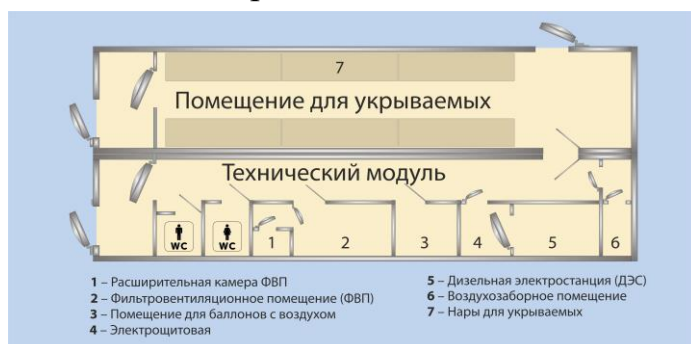 7
Помещение для укрываемых
Технический модуль
WC WC 1 2 3 4 5 6
1 – Расширительная камера ФВП
2 – Фильтровентиляционное помещение (ФВП)
3 – Помещение для баллонов с воздухом
4 – Электрощитовая
5 – Дизельная электростанция (ДЭС)
6 – Воздухозаборное помещение
7 – Нары для укрываемых